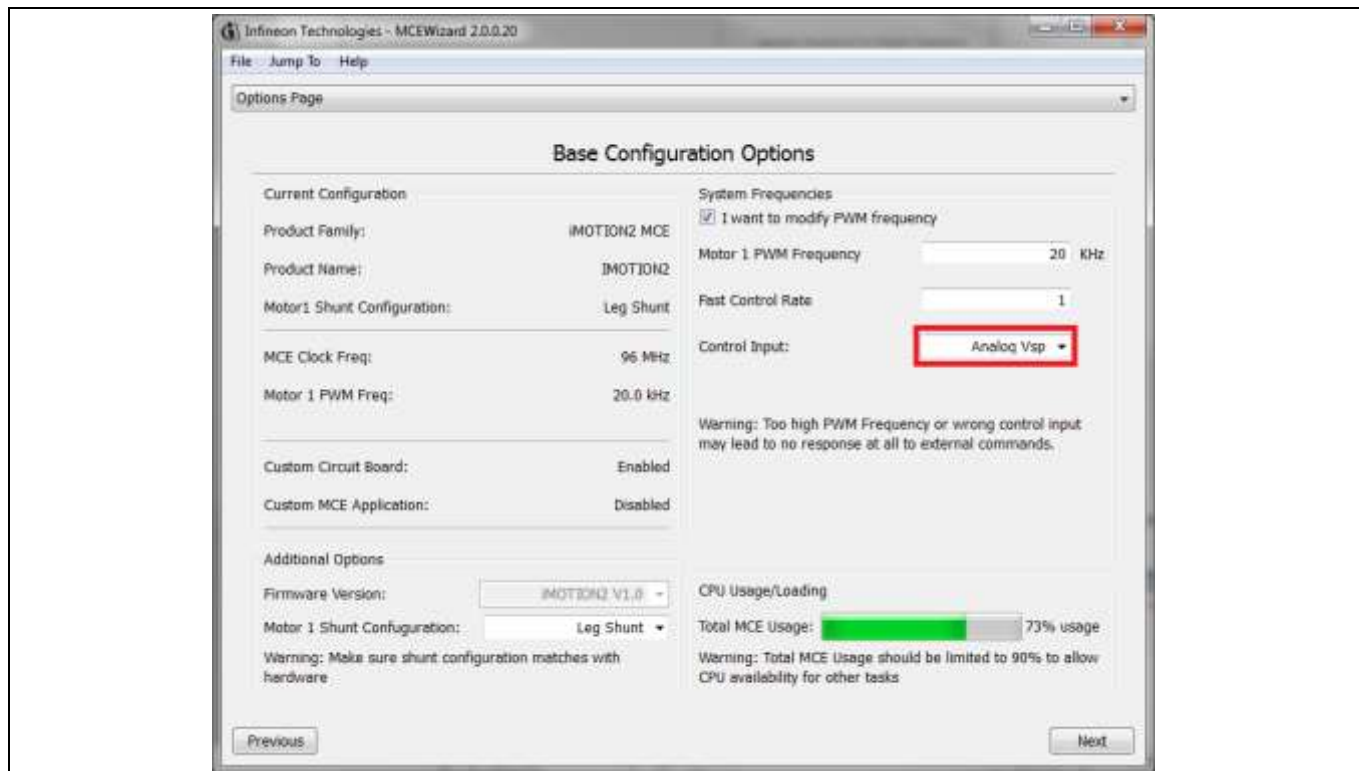 Infineon Technologies - MCEWizard 2.0.0.20
File Jump To Help
Options Page
Base Configuration Options
Current Configuration
Product Family: iMOTION2 MCE
Product Name: IMOTION2
Motor1 Shunt Configuration: Leg Shunt
MCE Clock Freq: 96 MHz
Motor 1 PWM Freq: 20.0 kHz
Custom Circuit Board: Enabled
Custom MCE Application: Disabled
Additional Options
Firmware Version: iMOTION2 V1.0
Motor 1 Shunt Confuguration: Leg Shunt
Warning: Make sure shunt configuration matches with
hardware
System Frequencies
I want to modify PWM frequency
Motor 1 PWM Frequency 20 KHz
Fast Control Rate 1
Control Input: Analog Vsp
Warning: Too high PWM Frequency or wrong control input
may lead to no response at all to external commands.
CPU Usage/Loading
Total MCE Usage: 73% usage
Warning: Total MCE Usage should be limited to 90% to allow
CPU availability for other tasks
Previous
Next